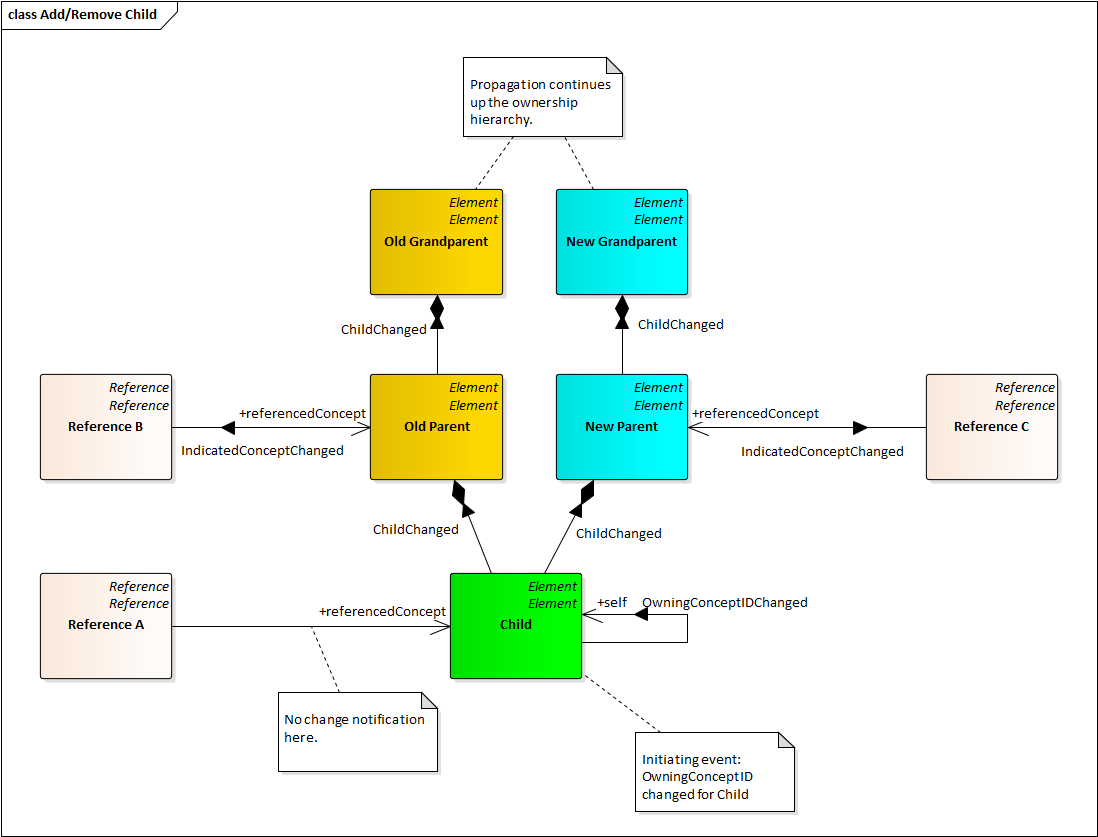 class Add/Remove Child
Propagation continues
up the ownership
hierarchy.
Element
Element
Old Grandparent
Element
Element
New Grandparent
ChildChanged
ChildChanged
Reference
Reference
Reference B
+referencedConcept
IndicatedConceptChanged
Element
Element
Old Parent
Element
Element
New Parent
+referencedConcept
IndicatedConceptChanged
Reference
Reference
Reference C
ChildChanged
ChildChanged
Reference
Reference
Reference A
+referencedConcept
Element
Element
Child
+self
OwningConceptIDChanged
No change notification
here.
Initiating event:
OwningConceptID
changed for Child